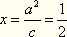 x = a²/c = 1/2